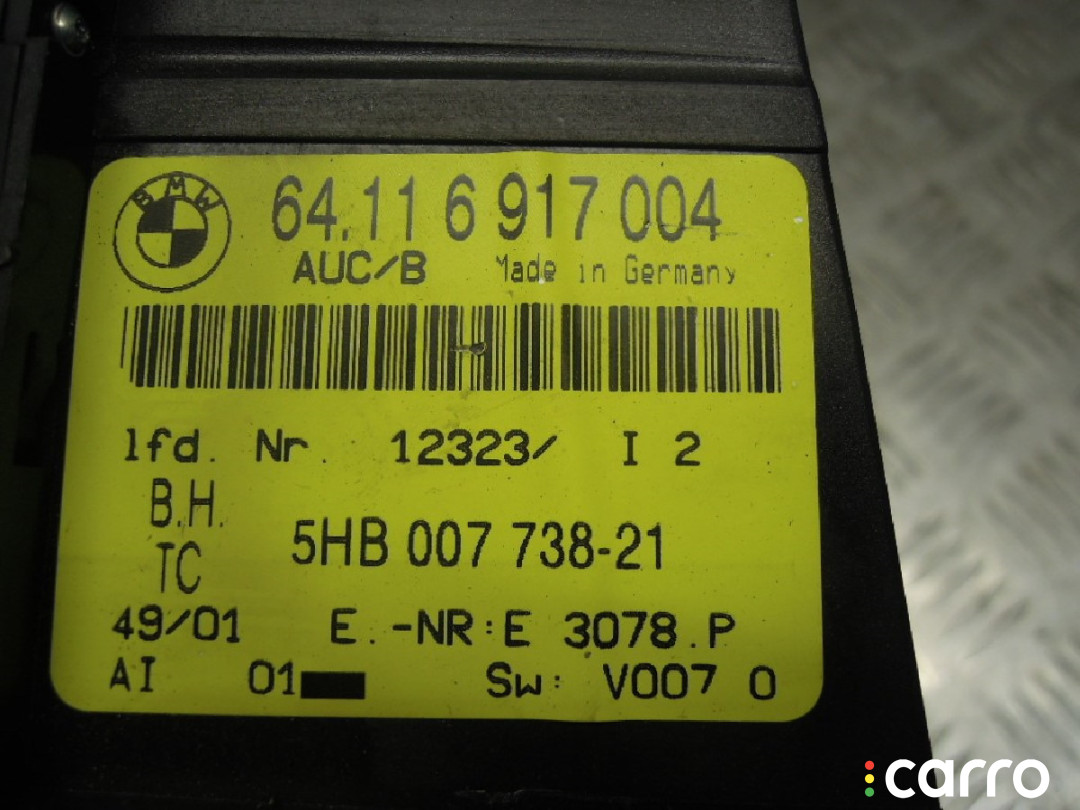 BMW
64.11 6 917 004
AUC/B Made in Germany
lfd. Nr. 12323/ I 2
B.H.
5HB 007 738-21
TC
49/01 E.-NR:E 3078.P
AI 01 Sw: V007 0
carro